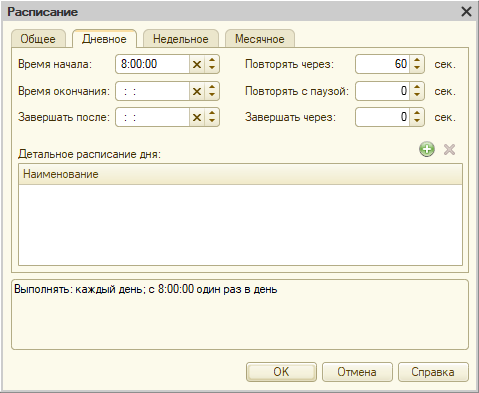 Расписание
Общее Дневное Недельное Месячное
Время начала: 8:00:00 Повторять через: 60 сек.
Время окончания: : : Повторять с паузой: 0 сек.
Завершать после: : : Завершать через: 0 сек.
Детальное расписание дня:
Наименование
Выполнять: каждый день; с 8:00:00 один раз в день
OK Отмена Справка